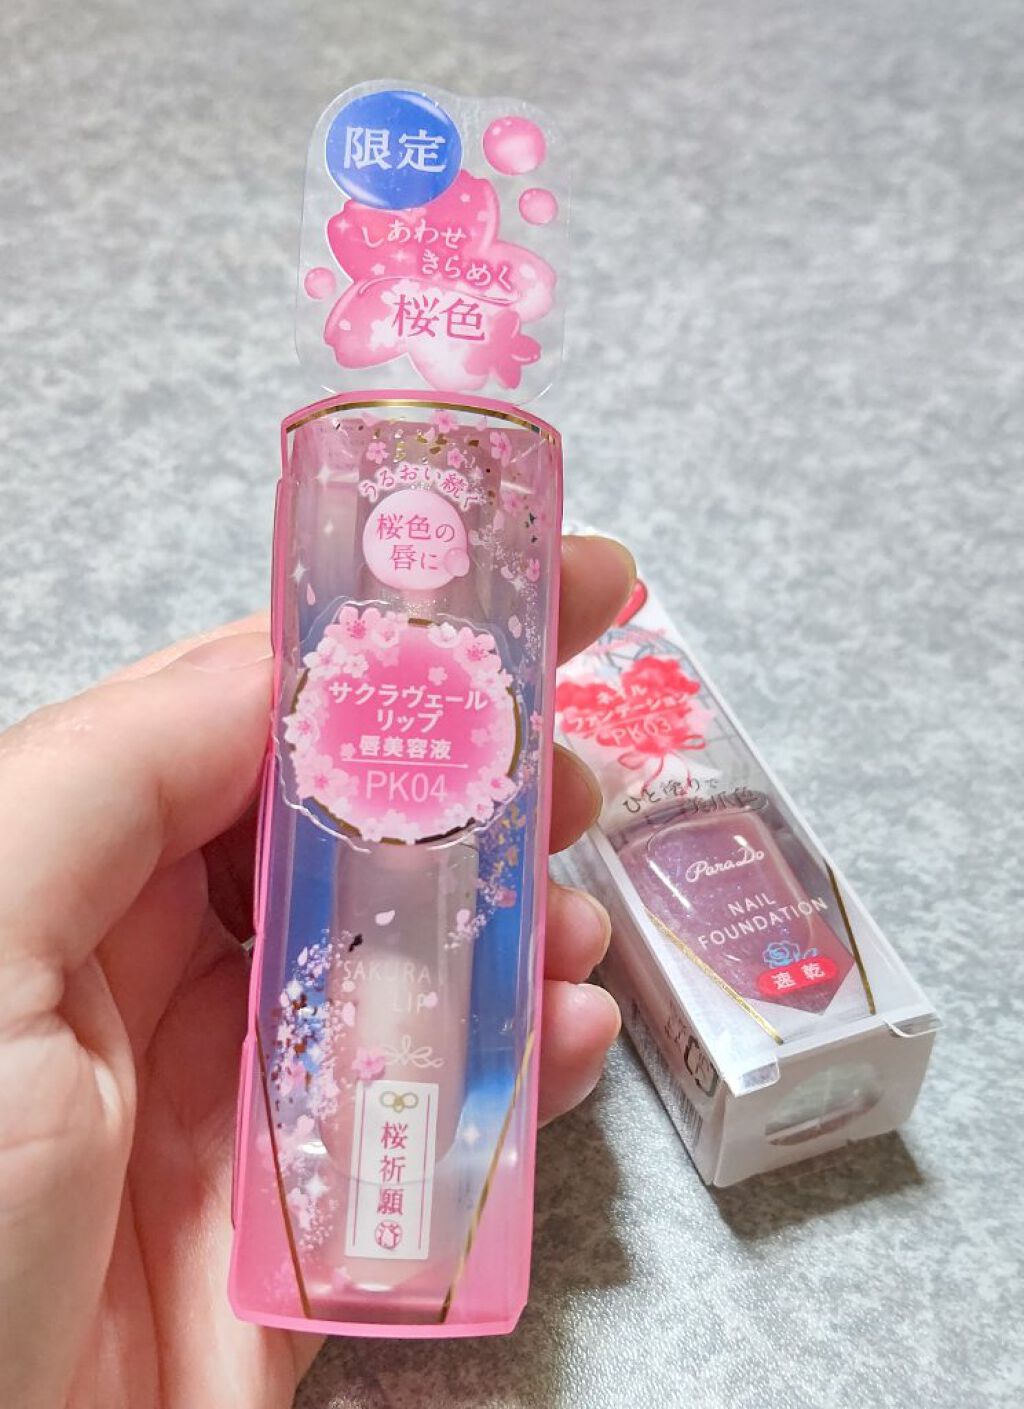 限定
しあわせ
きらめく
桜色
うるおい続く
桜色の
唇に
サクラヴェール
リップ
唇美容液
PK04
SAKURA
LIP
桜祈願
ネイル
ファンデーション
PK03
ひと塗りで
美爪色
ParaDo
NAIL
FOUNDATION
速乾